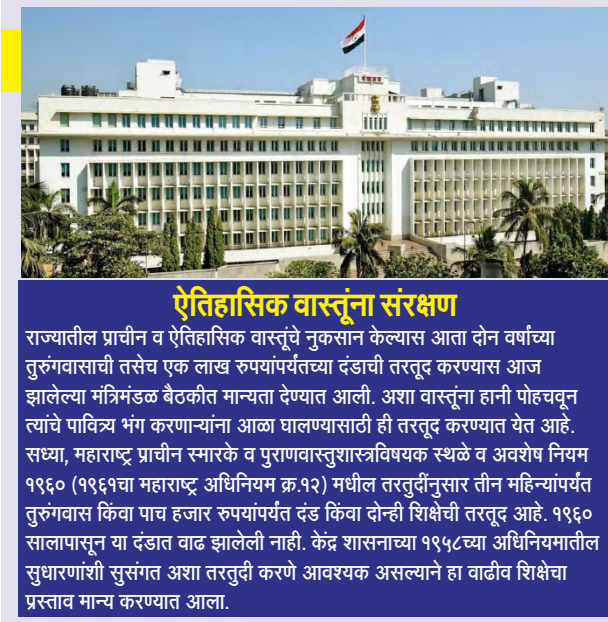 ऐतिहासिक वास्तूंना संरक्षण
राज्यातील प्राचीन व ऐतिहासिक वास्तूंचे नुकसान केल्यास आता दोन वर्षांच्या
तुरुंगवासाची तसेच एक लाख रुपयांपर्यंतच्या दंडाची तरतूद करण्यास आज
झालेल्या मंत्रिमंडळ बैठकीत मान्यता देण्यात आली. अशा वास्तूंना हानी पोहचवून
त्यांचे पावित्र्य भंग करणाऱ्यांना आळा घालण्यासाठी ही तरतूद करण्यात येत आहे.
सध्या, महाराष्ट्र प्राचीन स्मारके व पुराणवास्तुशास्त्रविषयक स्थळे व अवशेष नियम
१९६० (१९६१चा महाराष्ट्र अधिनियम क्र.१२) मधील तरतुदींनुसार तीन महिन्यांपर्यंत
तुरुंगवास किंवा पाच हजार रुपयांपर्यंत दंड किंवा दोन्ही शिक्षेची तरतूद आहे. १९६०
सालापासून या दंडात वाढ झालेली नाही. केंद्र शासनाच्या १९५८च्या अधिनियमातील
सुधारणांशी सुसंगत अशा तरतुदी करणे आवश्यक असल्याने हा वाढीव शिक्षेचा
प्रस्ताव मान्य करण्यात आला.